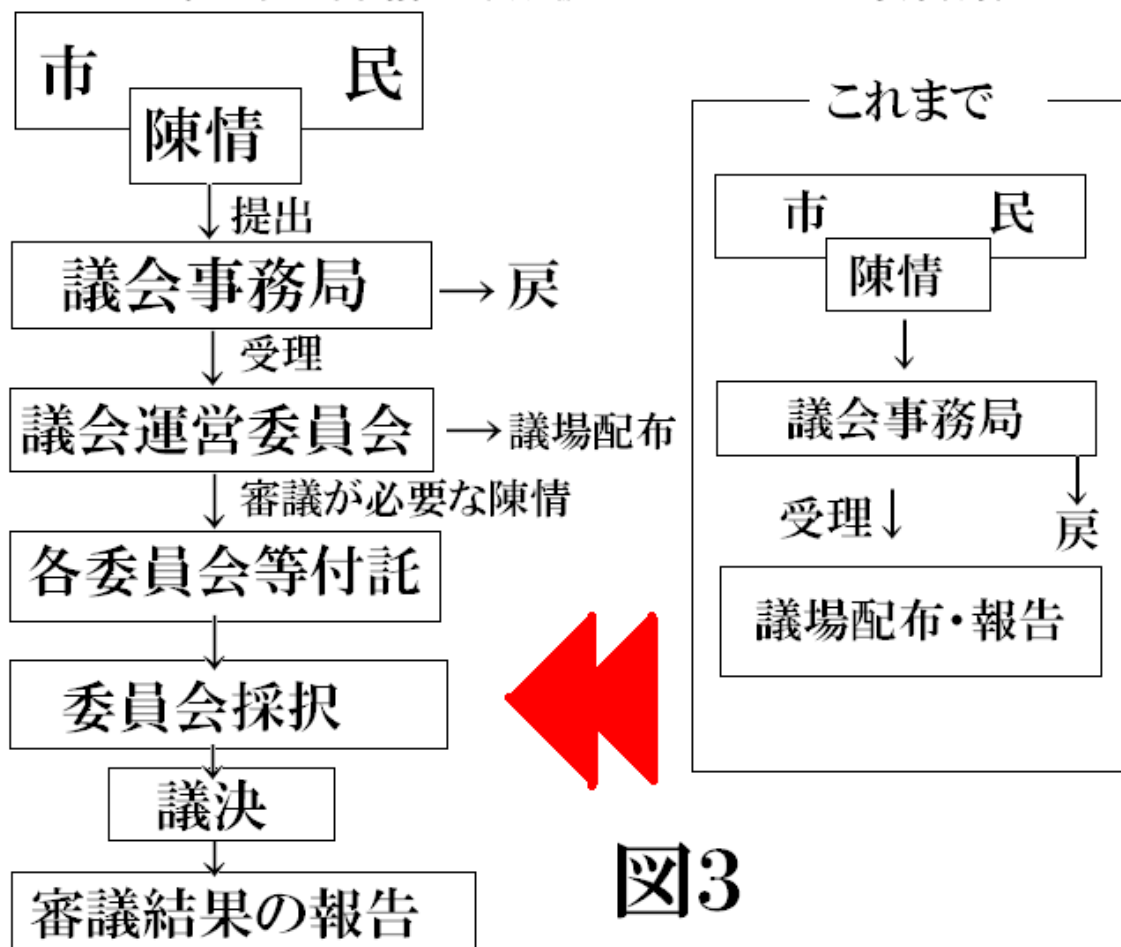 市 民
陳情
提出
議会事務局 → 戻
受理
議会運営委員会 → 議場配布
審議が必要な陳情
各委員会等付託
委員会採択
議決
審議結果の報告
これまで
市 民
陳情
議会事務局
受理
戻
議場配布・報告
図3